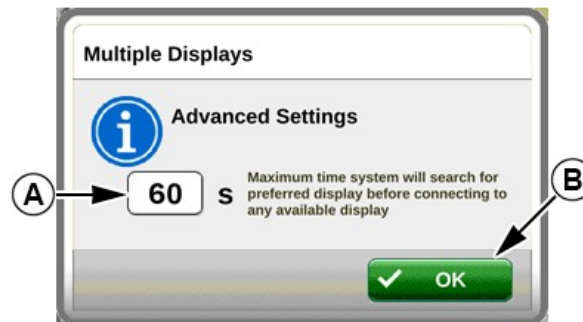 Multiple Displays
Advanced Settings
A
60 s
Maximum time system will search for
preferred display before connecting to
any available display
B
OK